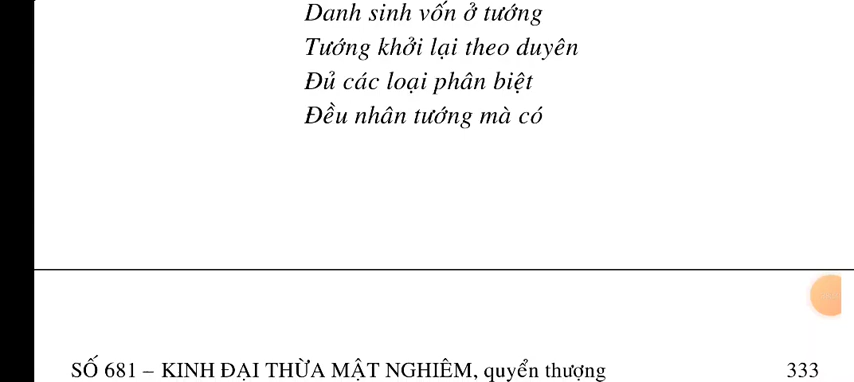 Danh sinh vốn ở tướng
Tướng khởi lại theo duyên
Đủ các loại phân biệt
Đều nhân tướng mà có
SỐ 681 – KINH ĐẠI THỪA MẬT NGHIÊM, quyển thượng 333